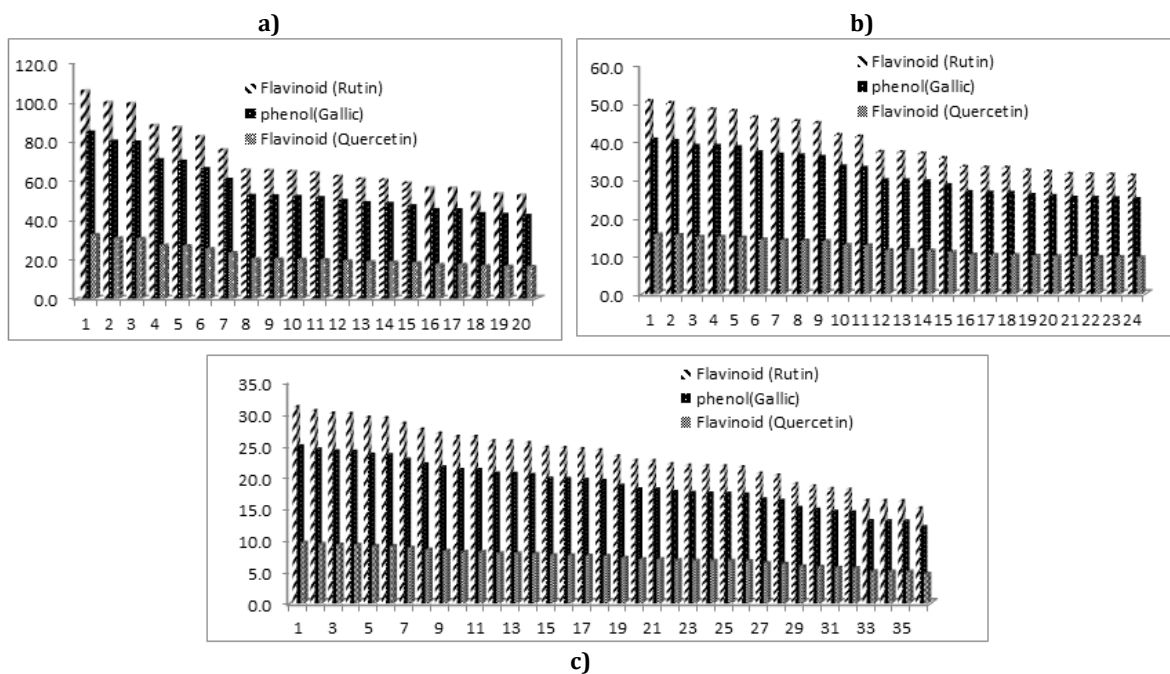 a)
120.0
100.0
80.0
60.0
40.0
20.0
0.0
Flavinoid (Rutin)
phenol(Gallic)
Flavinoid (Quercetin)
1 2 3 4 5 6 7 8 9 10 11 12 13 14 15 16 17 18 19 20
b)
60.0
50.0
40.0
30.0
20.0
10.0
0.0
Flavinoid (Rutin)
phenol(Gallic)
Flavinoid (Quercetin)
1 2 3 4 5 6 7 8 9 10 11 12 13 14 15 16 17 18 19 20 21 22 23 24
35.0
30.0
25.0
20.0
15.0
10.0
5.0
0.0
Flavinoid (Rutin)
phenol(Gallic)
Flavinoid (Quercetin)
1 3 5 7 9 11 13 15 17 19 21 23 25 27 29 31 33 35
c)